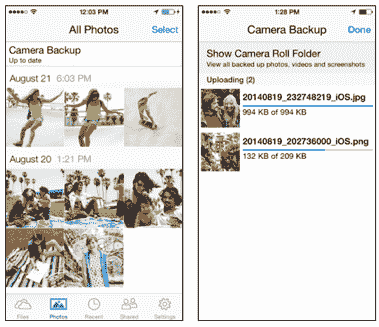 12:03 PM
All Photos
Select
Camera Backup
Up to date
August 21 6:03 PM
August 20 1:21 PM
Files Photos Recent Shared Settings
1:28 PM
Camera Backup
Done
Show Camera Roll Folder
View all backed up photos, videos and screenshots
Uploading (2)
20140819_232748219_iOS.jpg
994 KB of 994 KB
20140819_202736000_iOS.png
132 KB of 209 KB